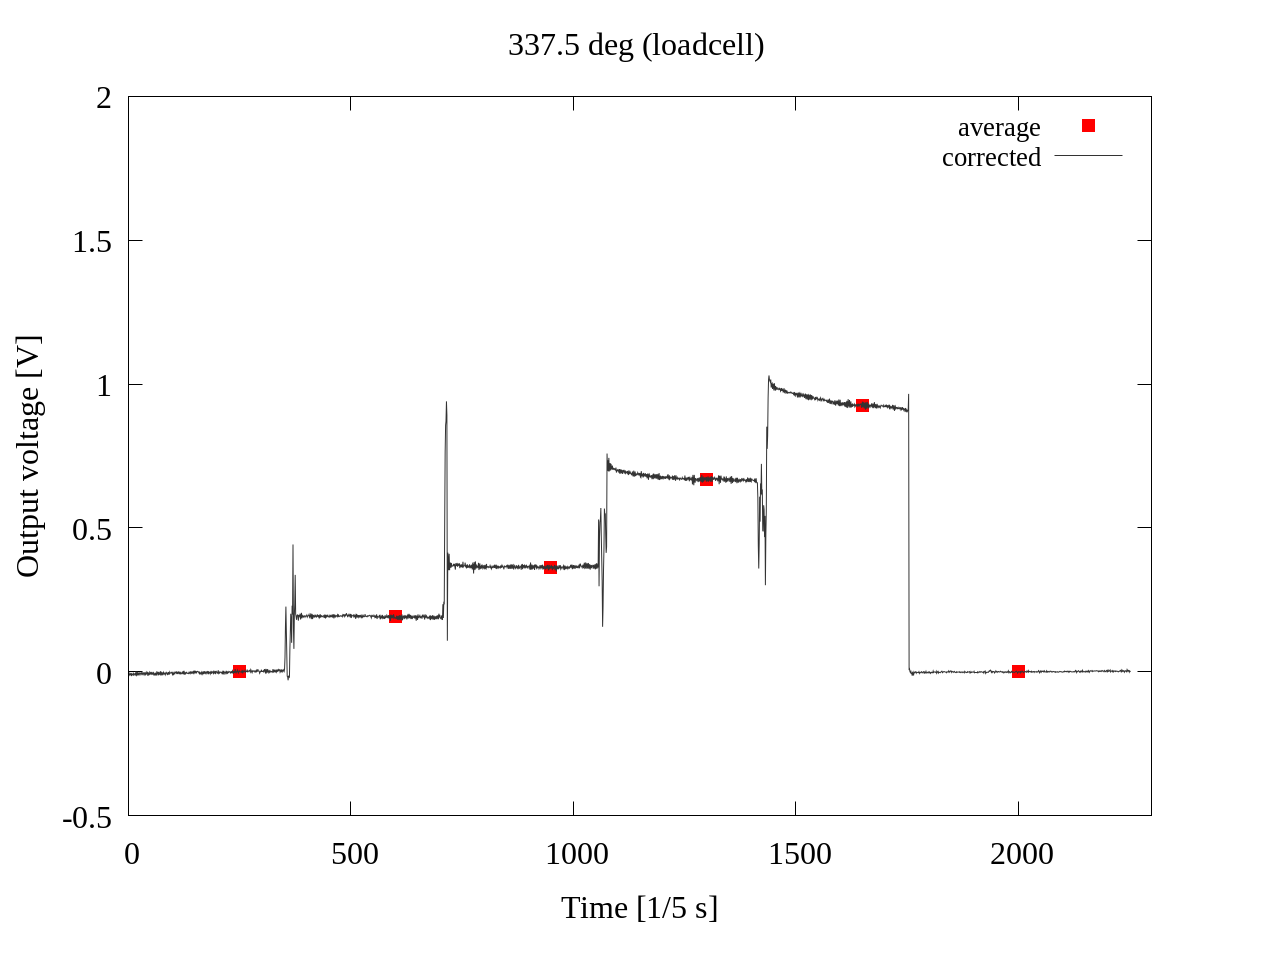 337.5 deg (loadcell)
2
average
corrected
1.5
1
Output voltage [V]
0.5
0
-0.5
0 500 1000 1500 2000
Time [1/5 s]